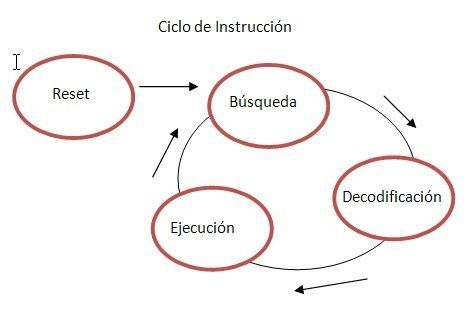 Ciclo de Instrucción
Reset
Búsqueda
Decodificación
Ejecución